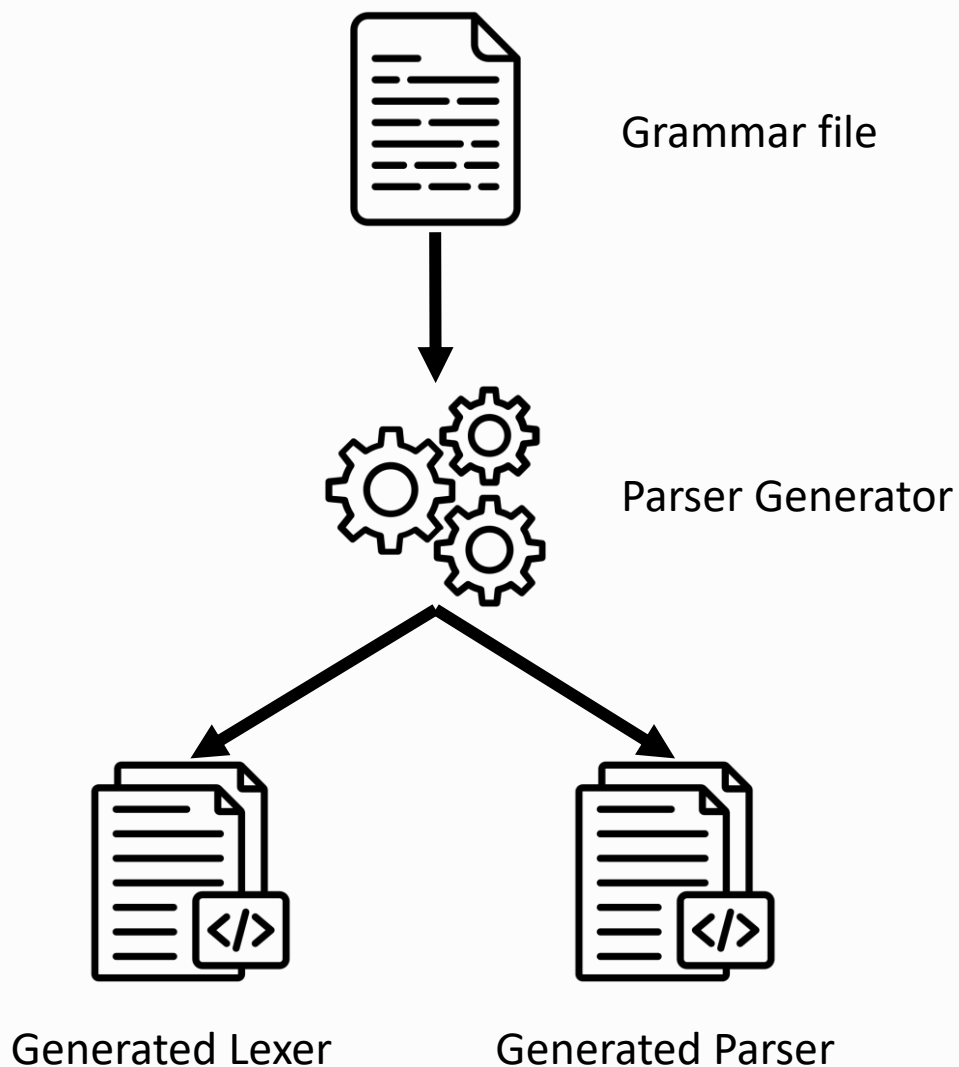 Grammar file
Parser Generator
</>
</>
Generated Lexer
Generated Parser